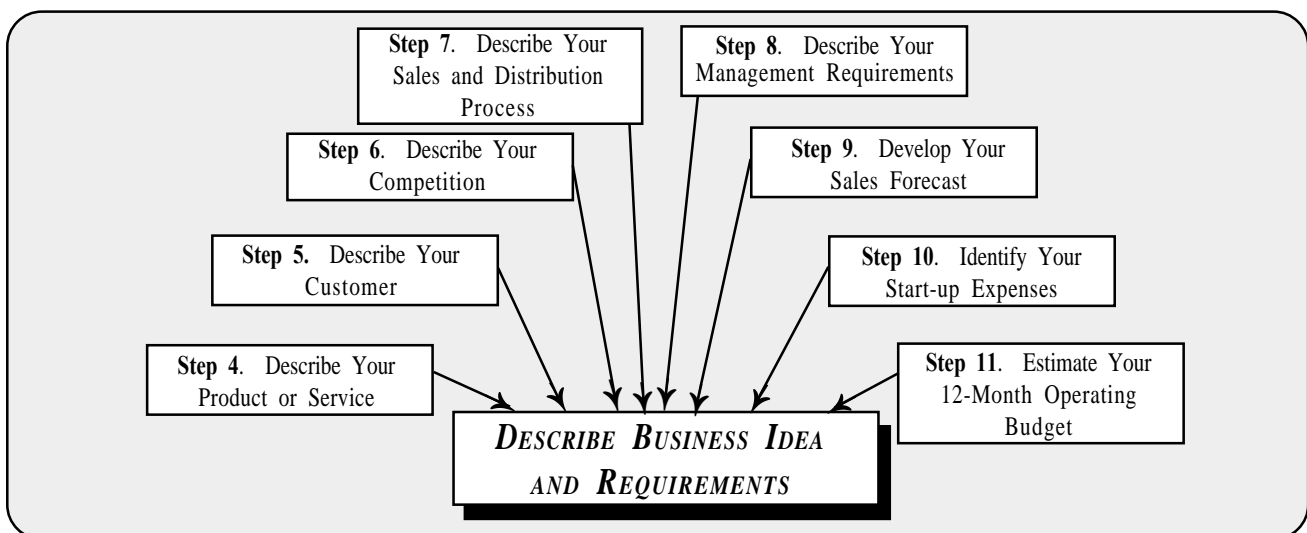 Step 7. Describe Your
Sales and Distribution
Process
Step 8. Describe Your
Management Requirements
Step 6. Describe Your
Competition
Step 9. Develop Your
Sales Forecast
Step 5. Describe Your
Customer
Step 10. Identify Your
Start-up Expenses
Step 4. Describe Your
Product or Service
Step 11. Estimate Your
12-Month Operating
Budget
DESCRIBE BUSINESS IDEA
AND REQUIREMENTS